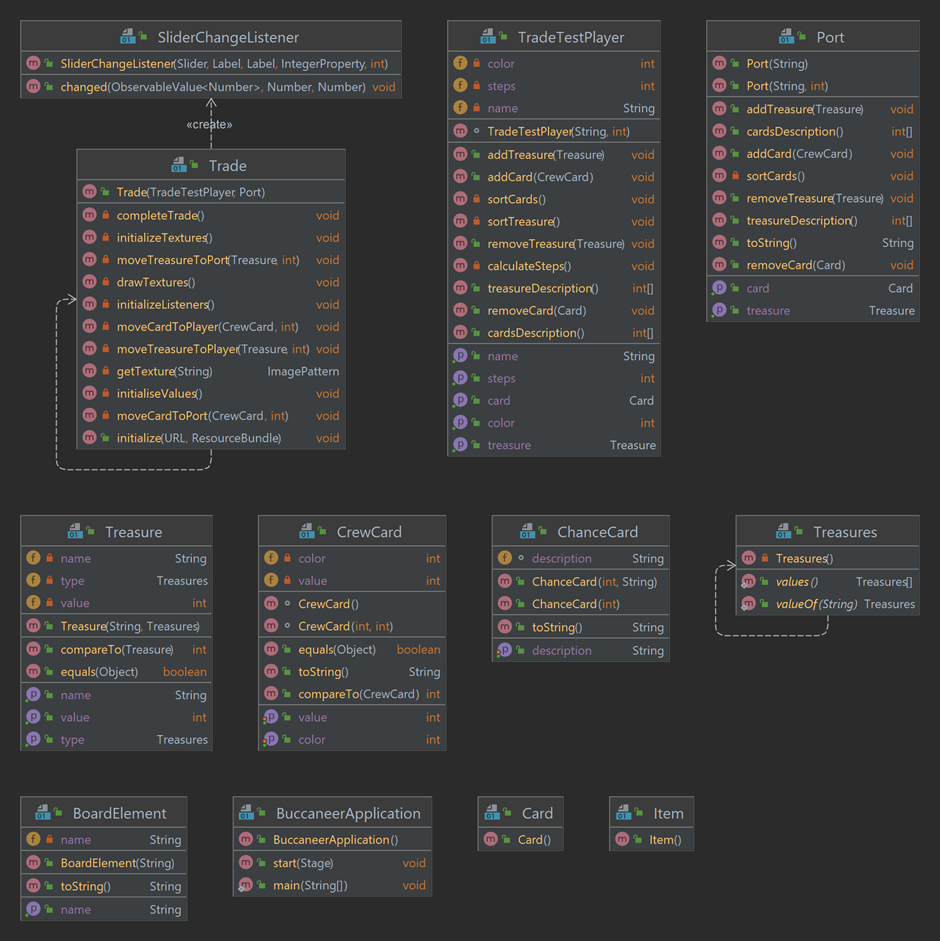 SliderChangeListener
SliderChangeListener(Slider, Label, Label, IntegerProperty, int)
changed(ObservableValue<Number>, Number, Number) void
«create»
Trade
Trade(TradeTestPlayer, Port)
completeTrade() void
initializeTextures() void
moveTreasureToPort(Treasure, int) void
drawTextures() void
initializeListeners() void
moveCardToPlayer(CrewCard, int) void
moveTreasureToPlayer(Treasure, int) void
getTexture(String) ImagePattern
initialiseValues() void
moveCardToPort(CrewCard, int) void
initialize(URL, ResourceBundle) void
TradeTestPlayer
color int
steps int
name String
TradeTestPlayer(String, int)
addTreasure(Treasure) void
addCard(CrewCard) void
sortCards() void
sortTreasure() void
removeTreasure(Treasure) void
calculateSteps() void
treasureDescription() int[]
removeCard(Card) void
cardsDescription() int[]
name String
steps int
card Card
color int
treasure Treasure
Port
Port(String)
Port(String, int)
addTreasure(Treasure) void
cardsDescription() int[]
addCard(CrewCard) void
sortCards() void
removeTreasure(Treasure) void
treasureDescription() int[]
toString() String
removeCard(Card) void
card Card
treasure Treasure
Treasure
name String
type Treasures
value int
Treasure(String, Treasures)
compareTo(Treasure) int
equals(Object) boolean
name String
value int
type Treasures
CrewCard
color int
value int
CrewCard()
CrewCard(int, int)
equals(Object) boolean
toString() String
compareTo(CrewCard) int
value int
color int
ChanceCard
description String
ChanceCard(int, String)
ChanceCard(int)
toString() String
description String
Treasures
Treasures()
values() Treasures[]
valueOf(String) Treasures
BoardElement
name String
BoardElement(String)
toString() String
name String
BuccaneerApplication
BuccaneerApplication()
start(Stage) void
main(String[]) void
Card
Card()
Item
Item()